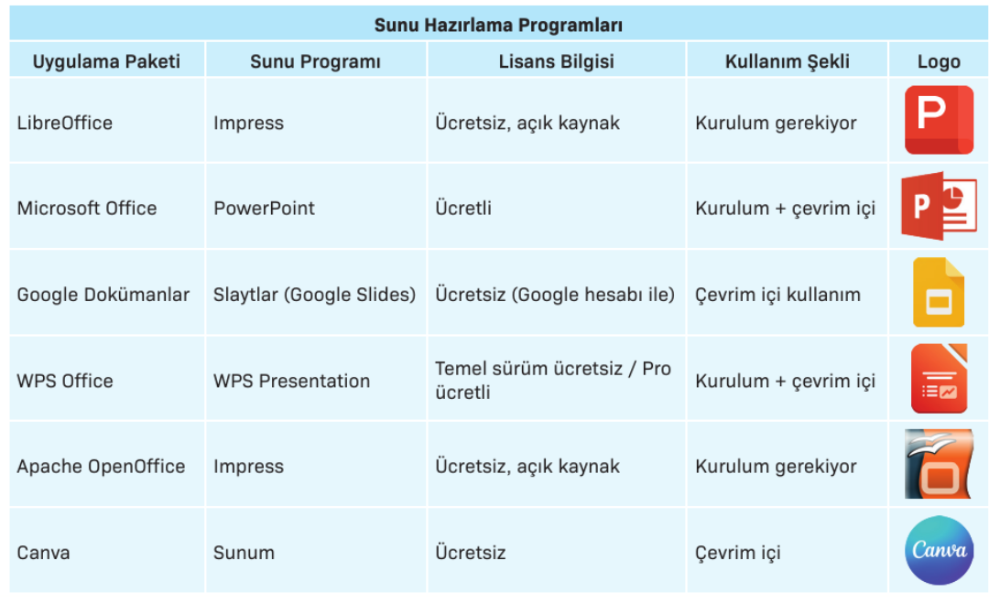 Sunu Hazırlama Programları
Uygulama Paketi Sunu Programı Lisans Bilgisi Kullanım Şekli Logo
LibreOffice Impress Ücretsiz, açık kaynak Kurulum gerekiyor P
Microsoft Office PowerPoint Ücretli Kurulum + çevrim içi P
Google Dokümanlar Slaytlar (Google Slides) Ücretsiz (Google hesabı ile) Çevrim içi kullanım
WPS Office WPS Presentation Temel sürüm ücretsiz / Pro
ücretli Kurulum + çevrim içi
Apache OpenOffice Impress Ücretsiz, açık kaynak Kurulum gerekiyor
Canva Sunum Ücretsiz Çevrim içi Canva